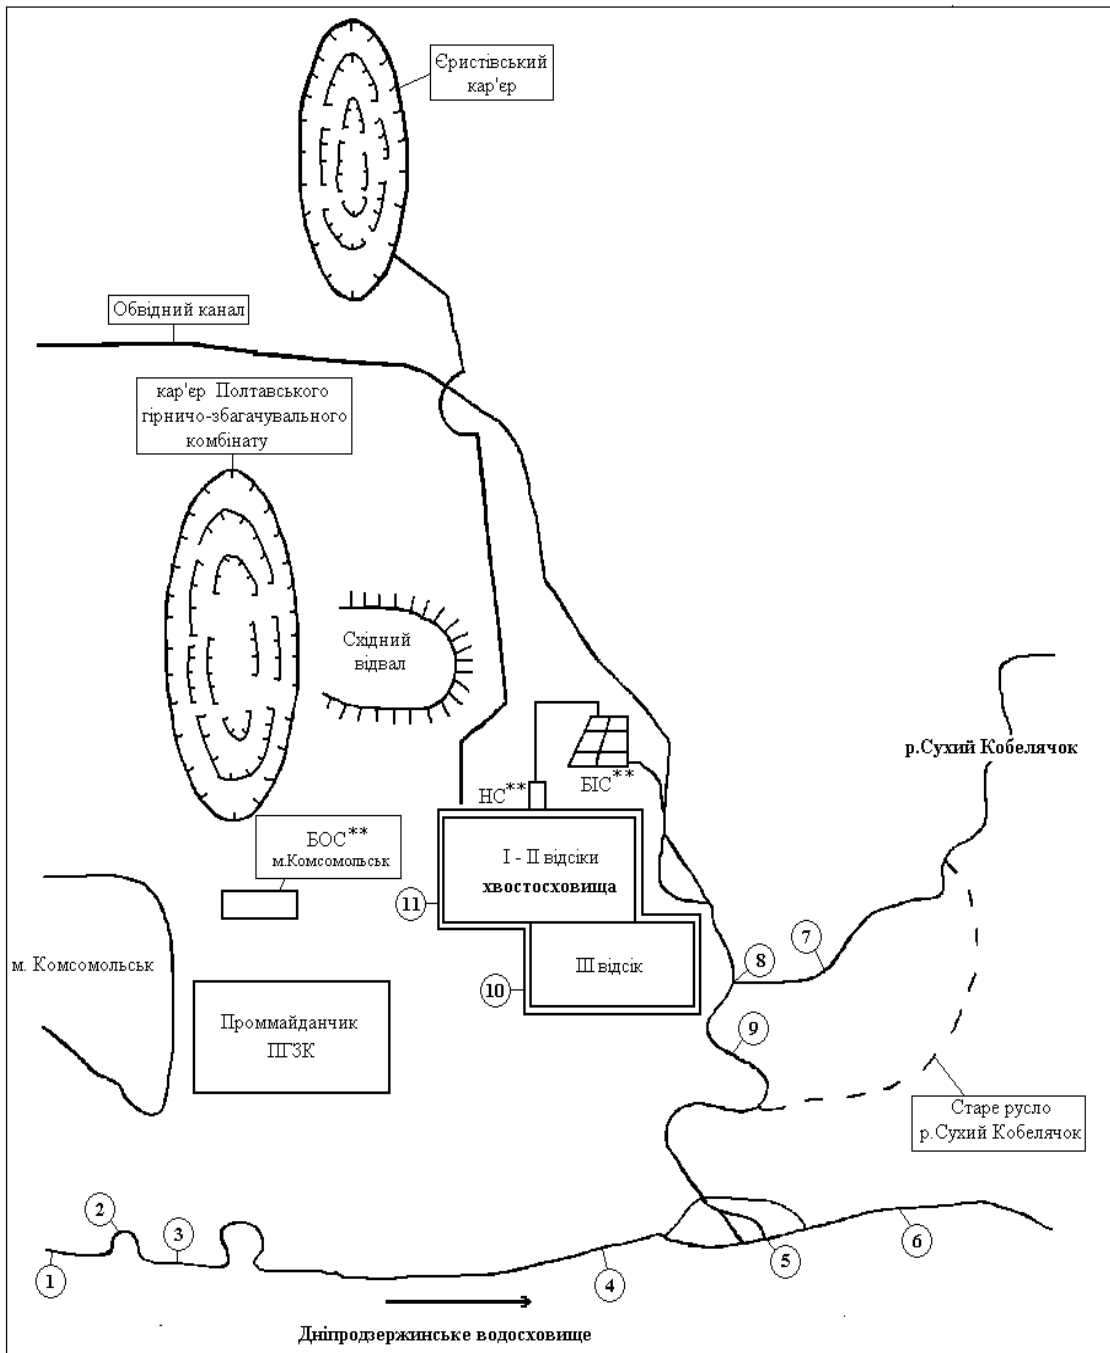 Єристівський
кар'єр
Обвідний канал
кар'єр Полтавського
гірничо-збагачувального
комбінату
Східний
відвал
р.Сухий Кобелячок
НС**
БІС**
БОС**
м.Комсомольськ
І - ІІ відсіки
хвостосховища
11
м. Комсомольськ
ІІІ відсік
10
7
8
9
Проммайданчик
ПГЗК
Старе русло
р.Сухий Кобелячок
1
2
3
4
5
6
Дніпродзержинське водосховище